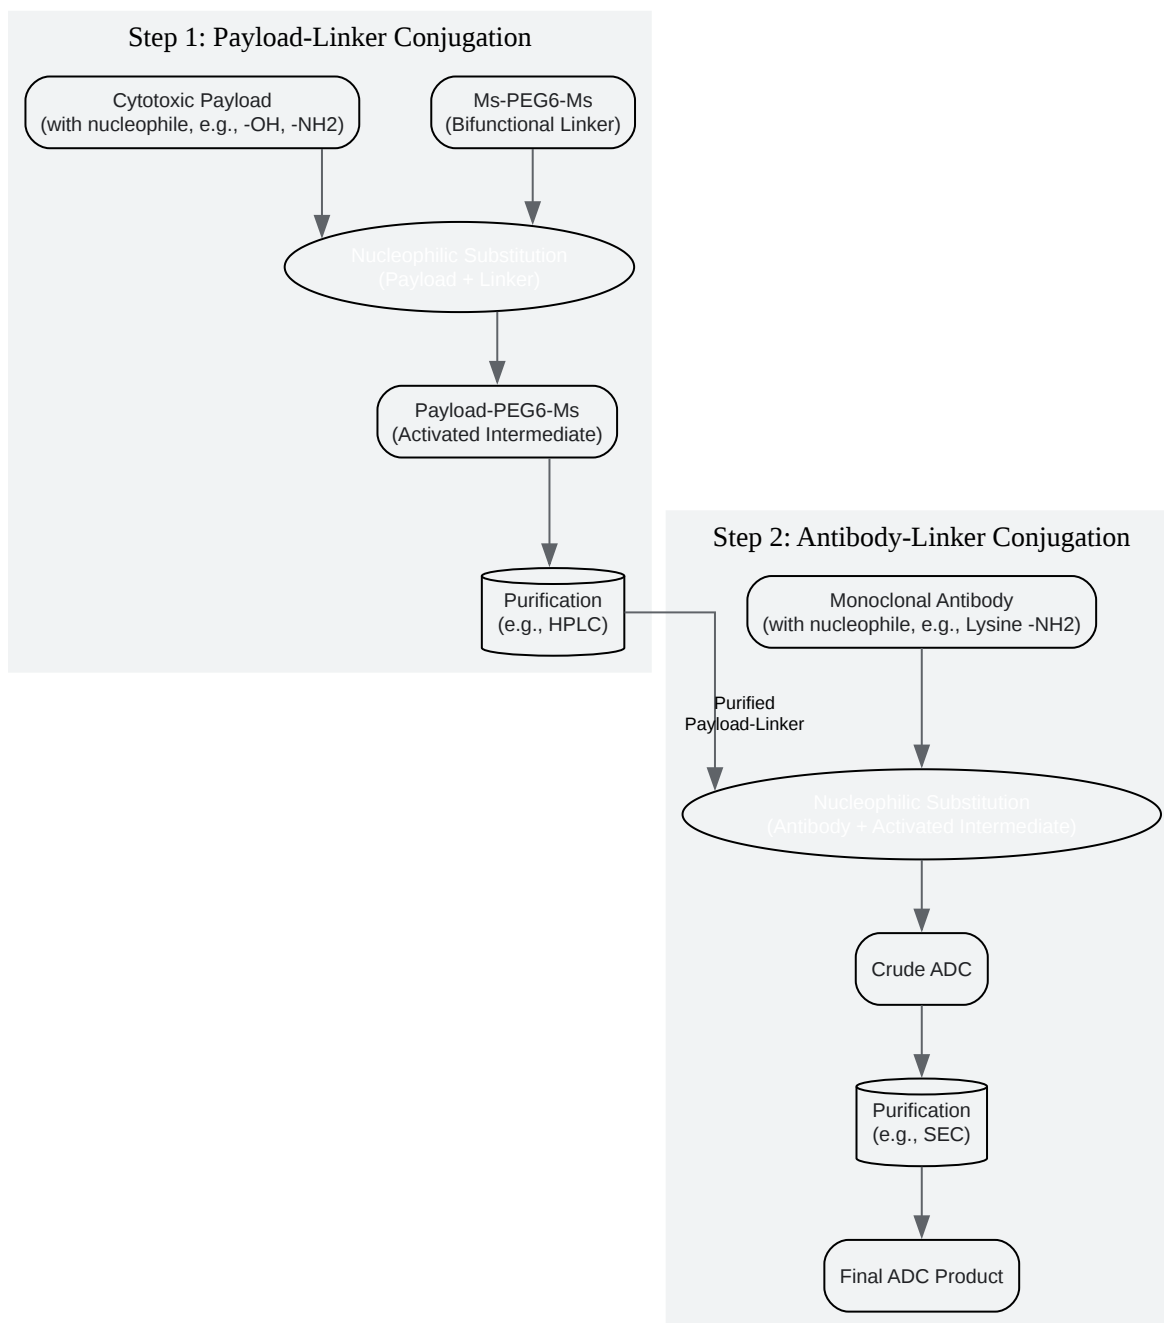 Step 1: Payload-Linker Conjugation
Cytotoxic Payload
(with nucleophile, e.g., -OH, -NH2)
Ms-PEG6-Ms
(Bifunctional Linker)
Nucleophilic Substitution
(Payload + Linker)
Payload-PEG6-Ms
(Activated Intermediate)
Purification
(e.g., HPLC)
Step 2: Antibody-Linker Conjugation
Monoclonal Antibody
(with nucleophile, e.g., Lysine -NH2)
Purified
Payload-Linker
Nucleophilic Substitution
(Antibody + Activated Intermediate)
Crude ADC
Purification
(e.g., SEC)
Final ADC Product